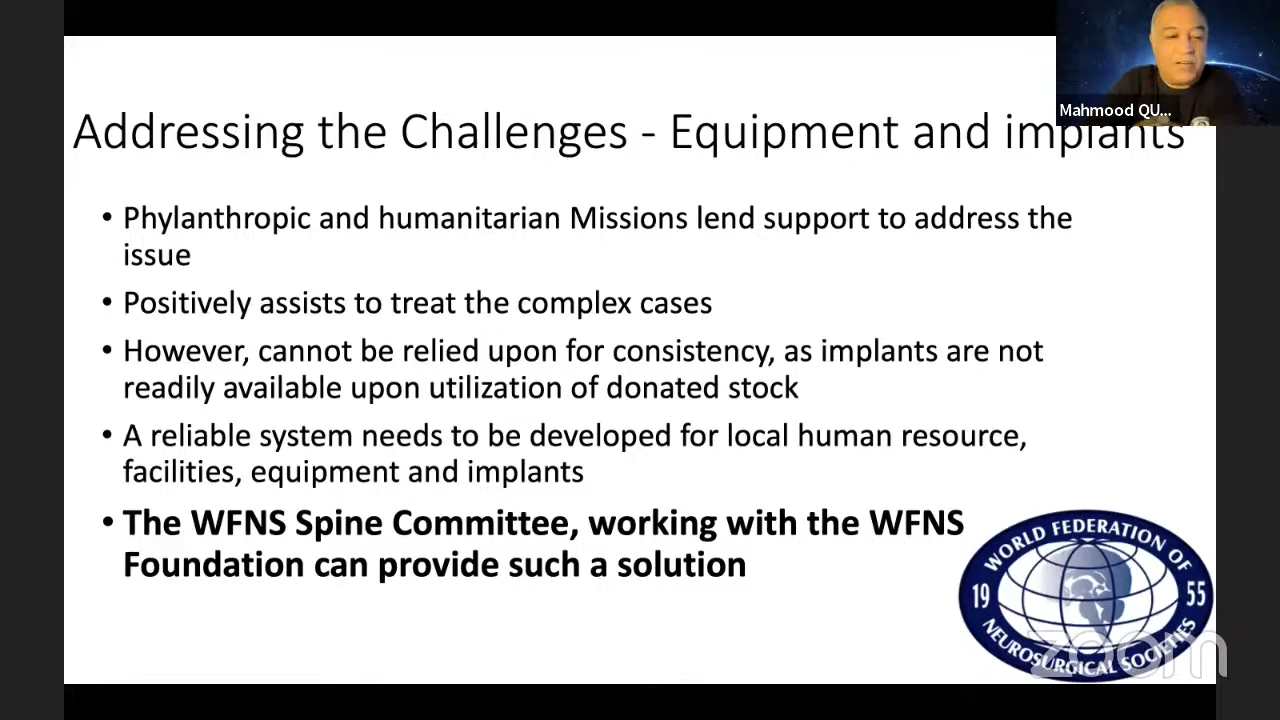 Mahmood QU...
Addressing the Challenges - Equipment and implants
• Phylanthropic and humanitarian Missions lend support to address the
issue
• Positively assists to treat the complex cases
• However, cannot be relied upon for consistency, as implants are not
readily available upon utilization of donated stock
• A reliable system needs to be developed for local human resource,
facilities, equipment and implants
• The WFNS Spine Committee, working with the WFNS
Foundation can provide such a solution
WORLD FEDERATION OF
19 55
NEUROSURGICAL SOCIETIES
zoom